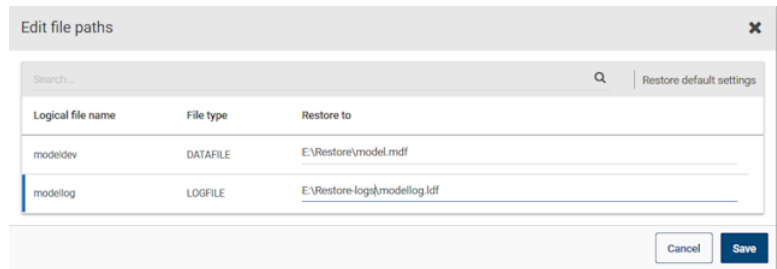 Edit file paths
Search...
Restore default settings
Logical file name File type Restore to
modeldev DATAFILE E:\Restore\model.mdf
modellog LOGFILE E:\Restore-logs\modellog.ldf
Cancel Save